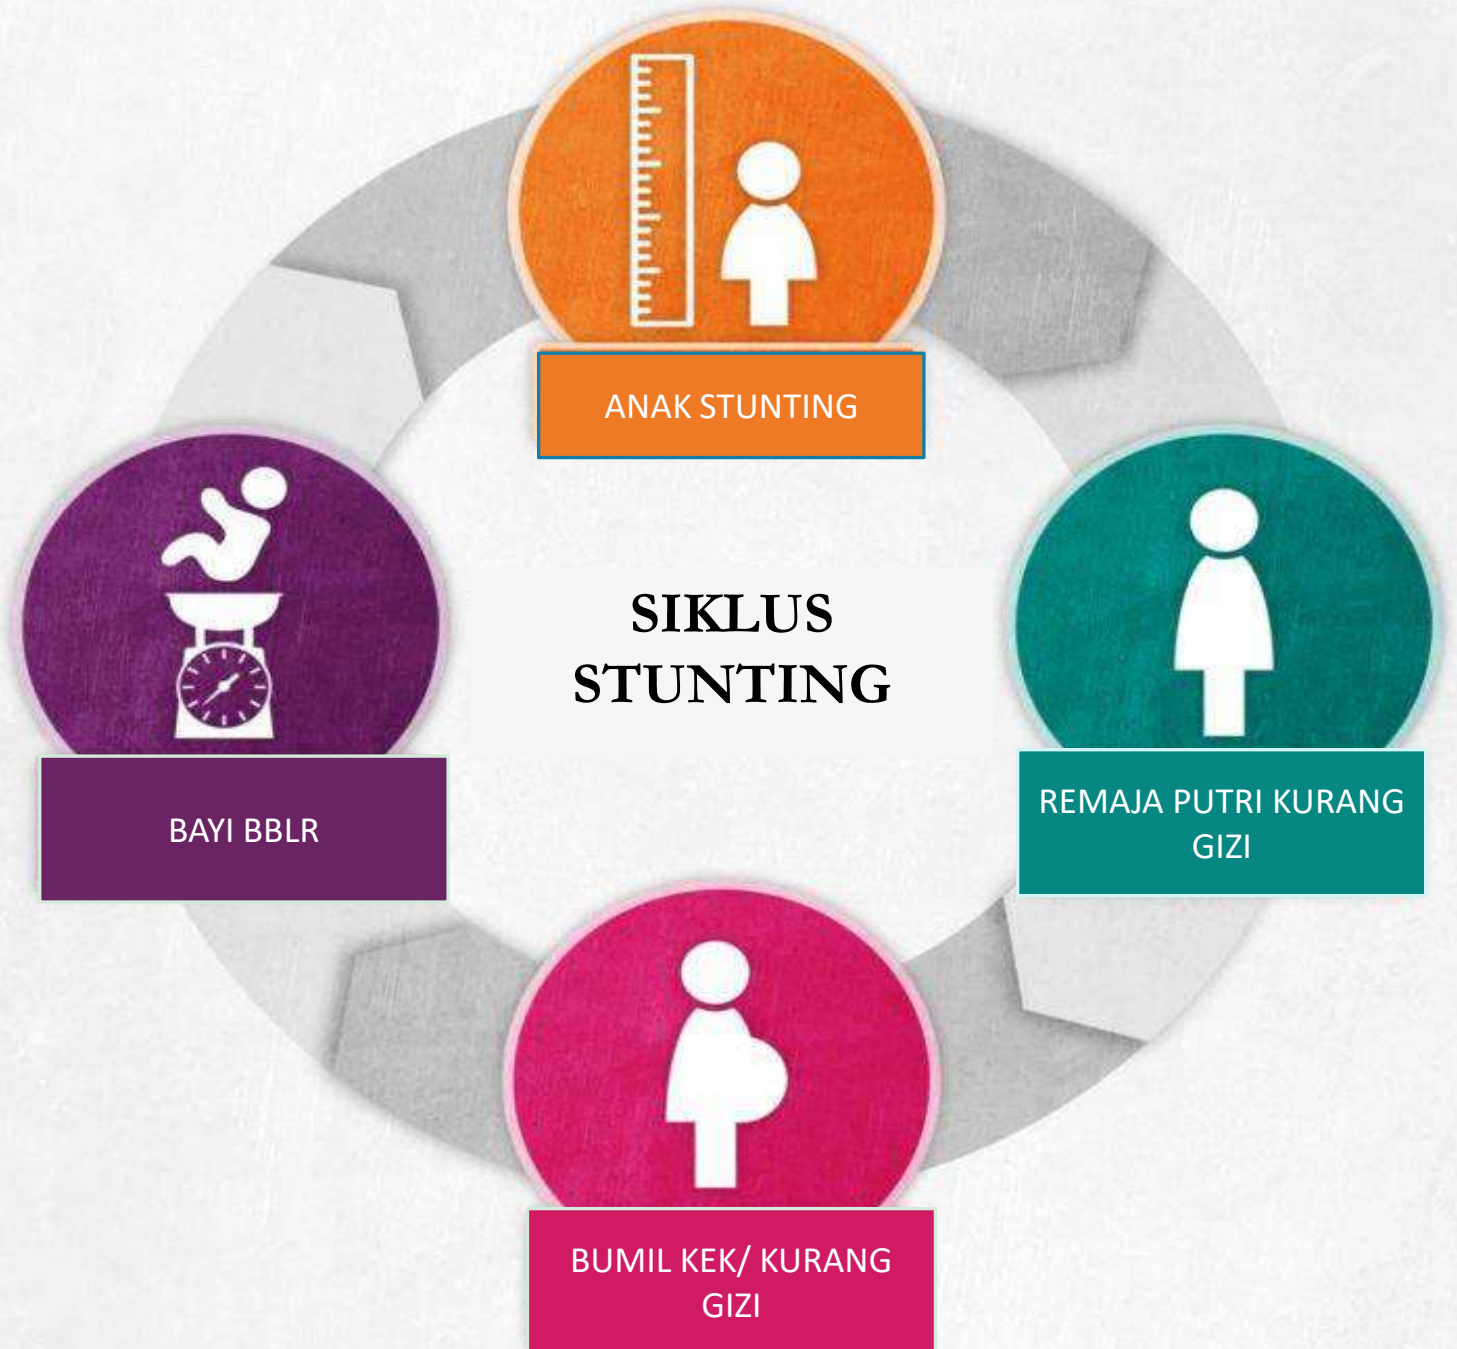 ANAK STUNTING
SIKLUS
STUNTING
BAYI BBLR
REMAJA PUTRI KURANG
GIZI
BUMIL KEK/ KURANG
GIZI